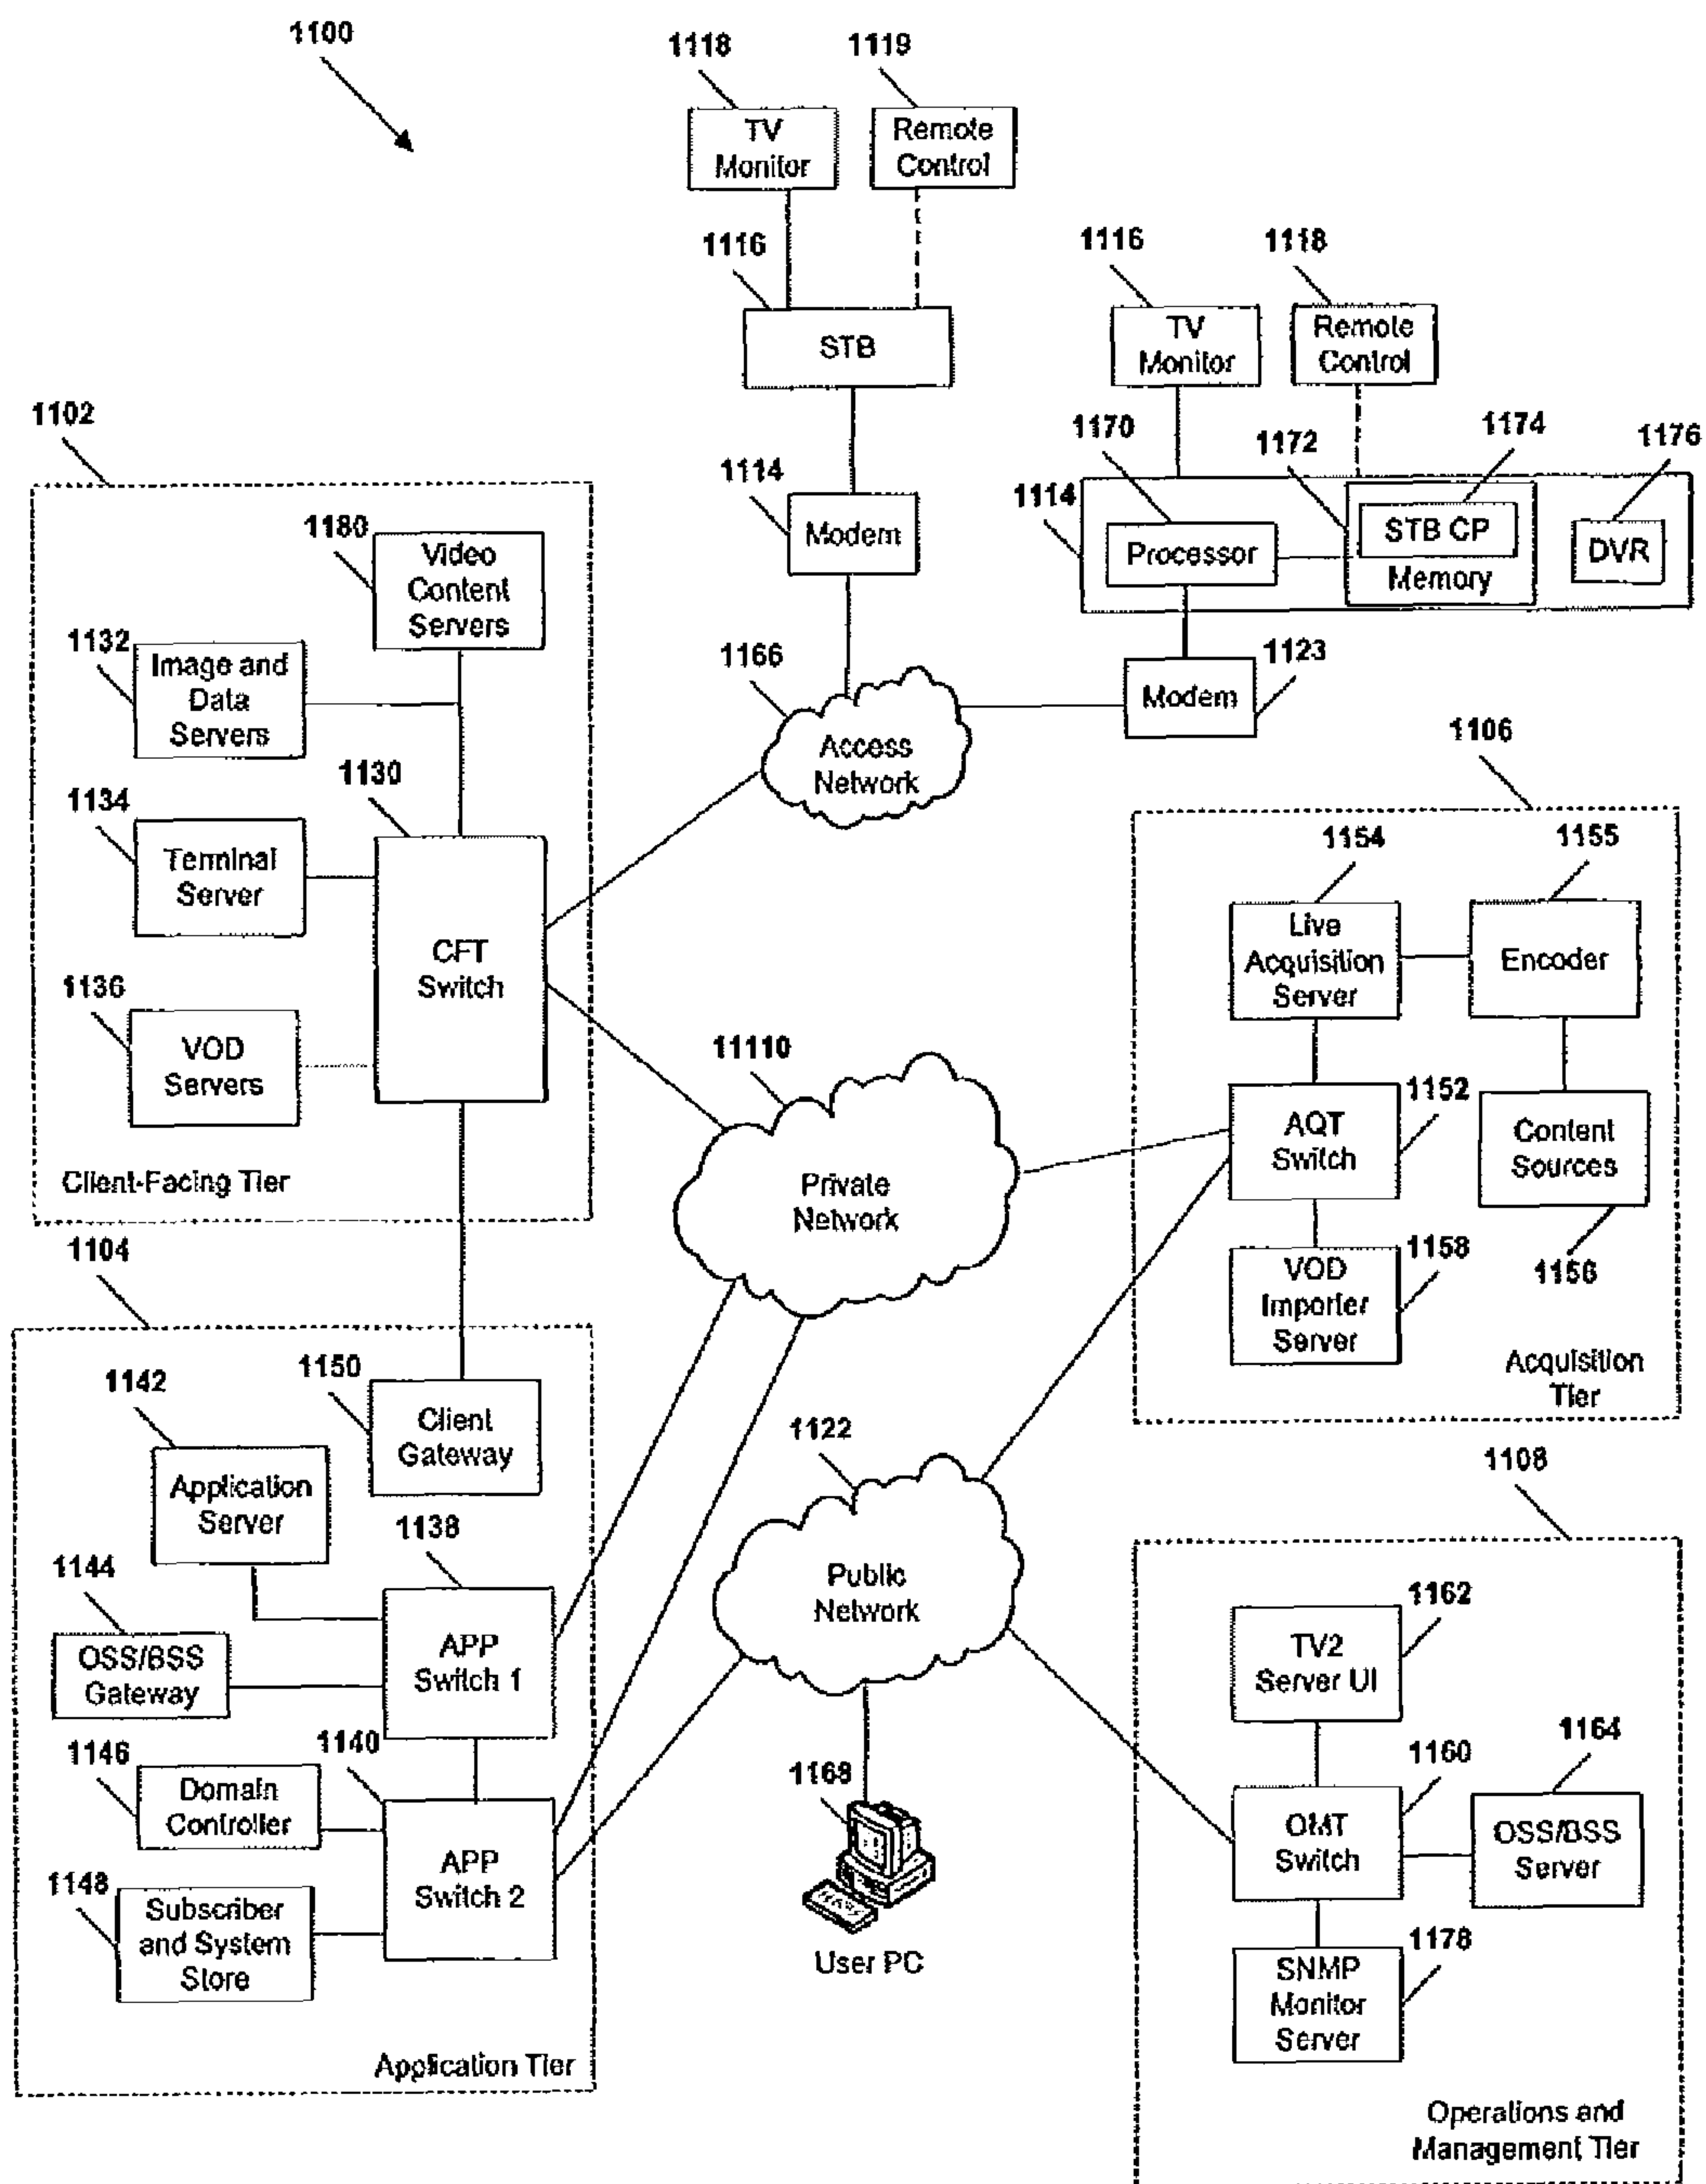 1100
1118
1119
TV
Monitor
Remote
Control
1116
STB
1116
1118
TV
Monitor
Remote
Control
1170
1172
1174
1176
1114
Processor
STB CP
Memory
DVR
1114
Modem
1123
Modem
1166
Access
Network
1102
1180
Video
Content
Servers
1132
Image and
Data
Servers
1130
1134
Terminal
Server
CFT
Switch
1136
VOD
Servers
Client-Facing Tier
11110
Private
Network
1106
1154
1155
Live
Acquisition
Server
Encoder
1152
AQT
Switch
Content
Sources
1156
1158
VOD
Importer
Server
Acquisition
Tier
1104
1142
1150
Client
Gateway
Application
Server
1138
1144
OSS/BSS
Gateway
APP
Switch 1
1146
1140
Domain
Controller
APP
Switch 2
1148
Subscriber
and System
Store
Application Tier
1122
Public
Network
1168
User PC
1108
1162
TV2
Server UI
1160
1164
OMT
Switch
OSS/BSS
Server
1178
SNMP
Monitor
Server
Operations and
Management Tier